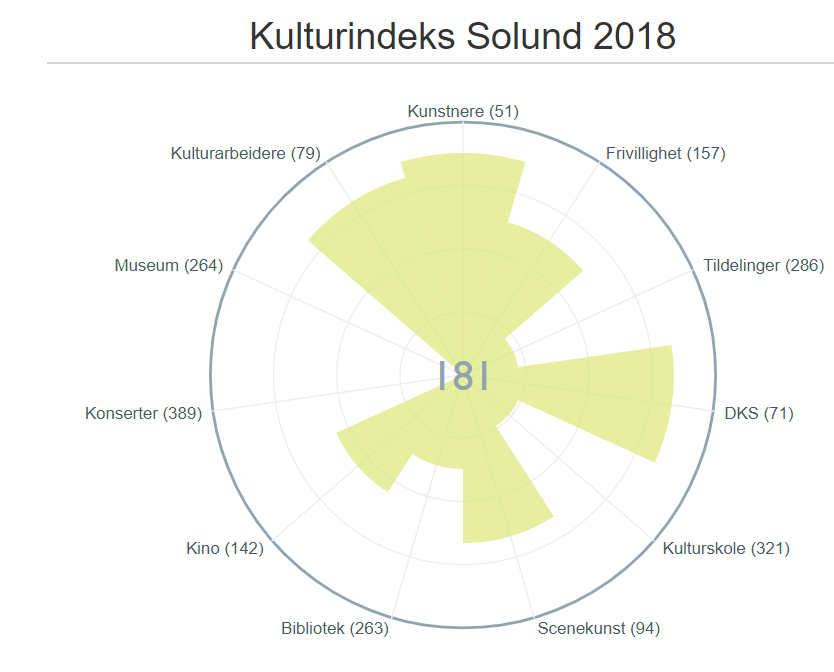 Kulturindeks Solund 2018
Kunstnere (51)
Kulturarbeidere (79)
Frivillighet (157)
Museum (264)
Tildelinger (286)
181
Konserter (389)
DKS (71)
Kino (142)
Kulturskole (321)
Bibliotek (263)
Scenekunst (94)